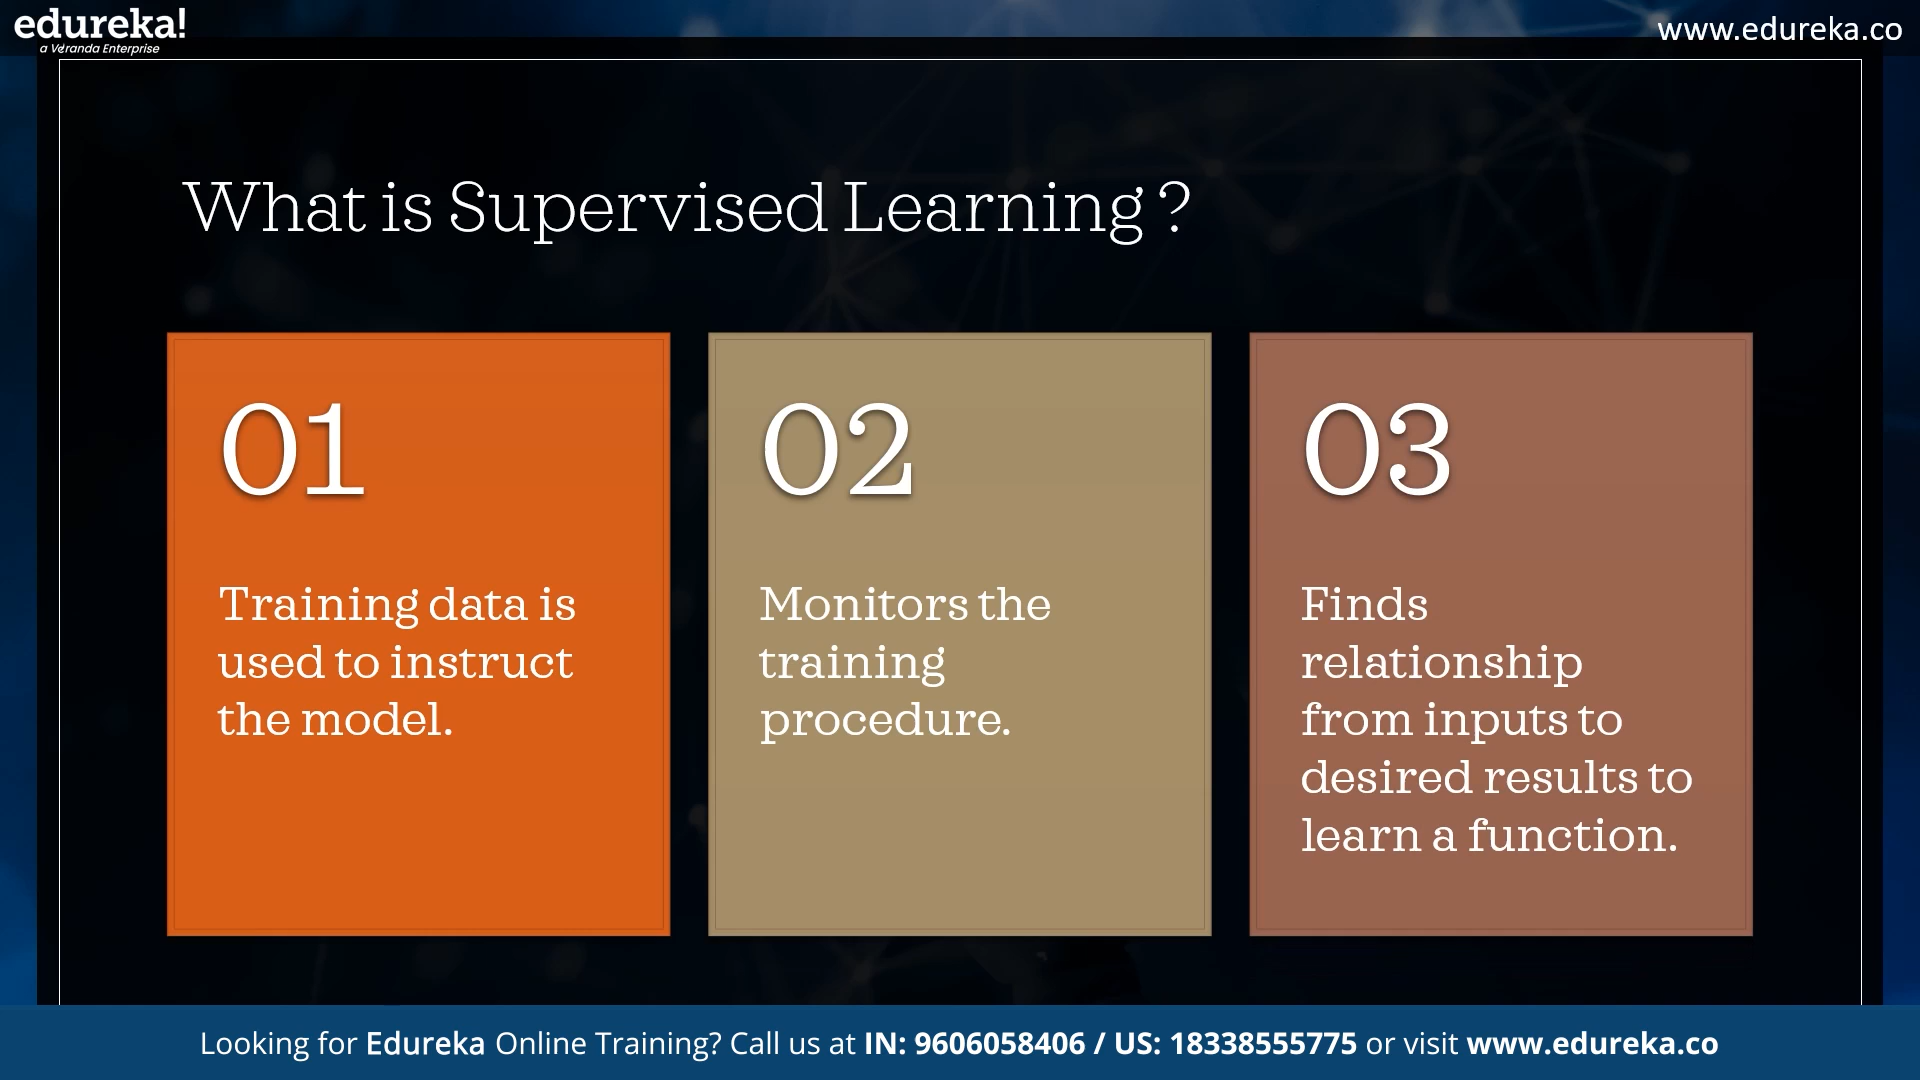 edureka!
a Veranda Enterprise
www.edureka.co
What is Supervised Learning ?
01
Training data is
used to instruct
the model.
02
Monitors the
training
procedure.
03
Finds
relationship
from inputs to
desired results to
learn a function.
Looking for Edureka Online Training? Call us at IN: 9606058406 / US: 18338555775 or visit www.edureka.co